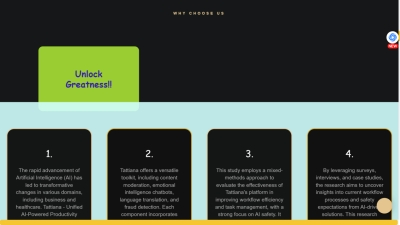 WHY CHOOSE US
NEW
Unlock
Greatness!!
1.
The rapid advancement of
Artificial Intelligence (AI) has
led to transformative
changes in various domains,
including business and
healthcare. Tattiana - Unified
AI-Powered Productivity
2.
Tattiana offers a versatile
toolkit, including content
moderation, emotional
intelligence chatbots,
language translation, and
fraud detection. Each
component incorporates
3.
This study employs a mixed-
methods approach to
evaluate the effectiveness of
Tattiana's platform in
improving workflow efficiency
and task management, with a
strong focus on AI safety. It
4.
By leveraging surveys,
interviews, and case studies,
the research aims to uncover
insights into current workflow
processes and safety
expectations from AI-driven
solutions. This research